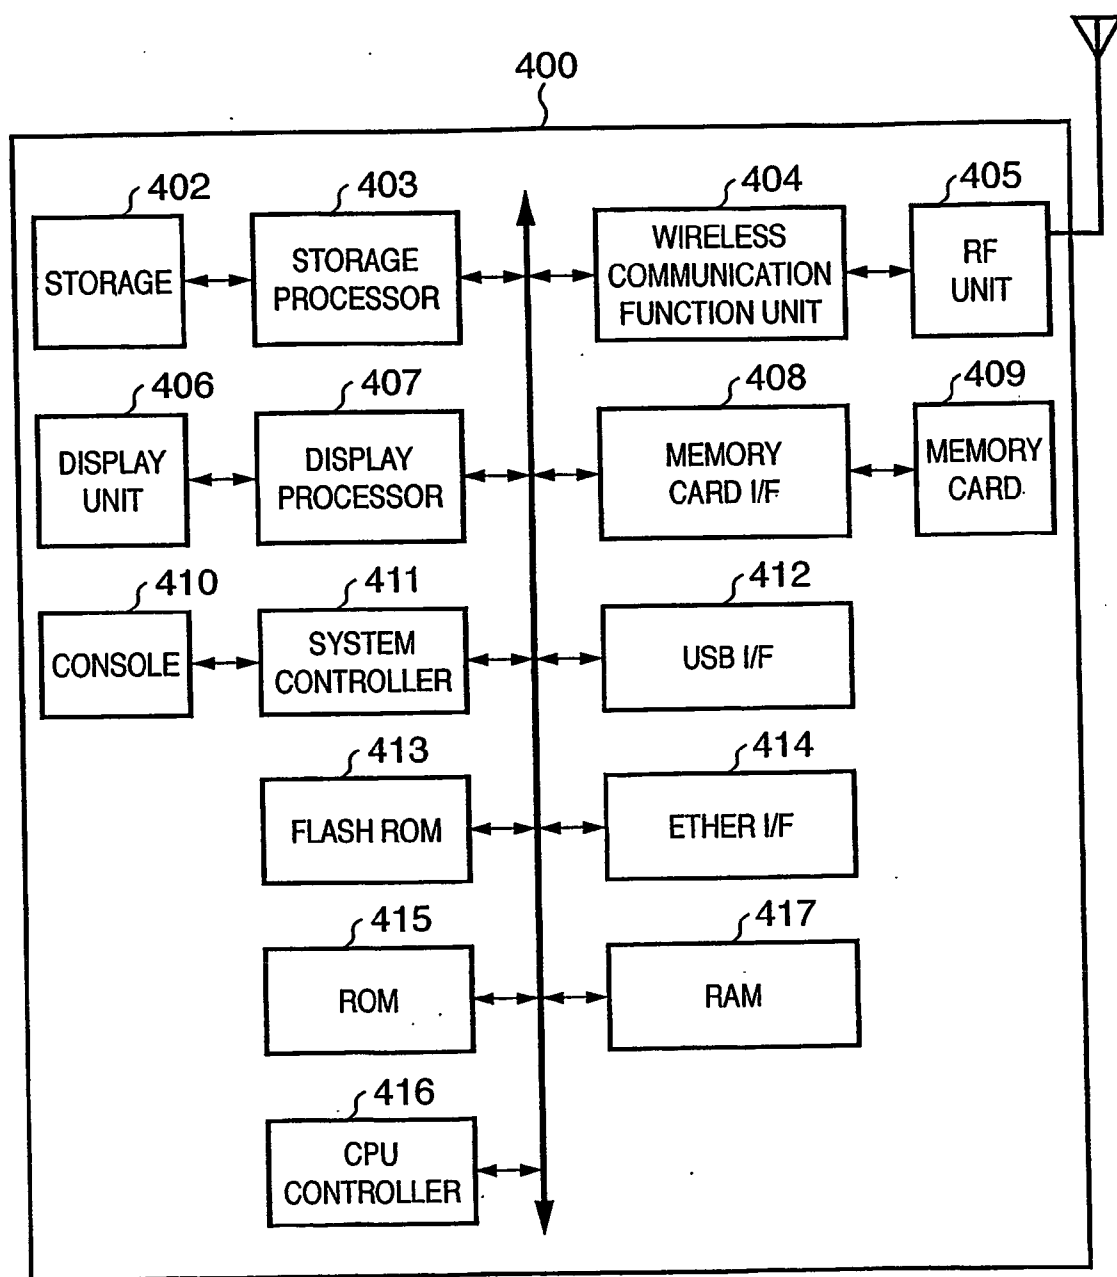 400
402
STORAGE
403
STORAGE
PROCESSOR
404
WIRELESS
COMMUNICATION
FUNCTION UNIT
405
RF
UNIT
406
DISPLAY
UNIT
407
DISPLAY
PROCESSOR
408
MEMORY
CARD I/F
409
MEMORY
CARD
410
CONSOLE
411
SYSTEM
CONTROLLER
412
USB I/F
413
FLASH ROM
414
ETHER I/F
415
ROM
417
RAM
416
CPU
CONTROLLER